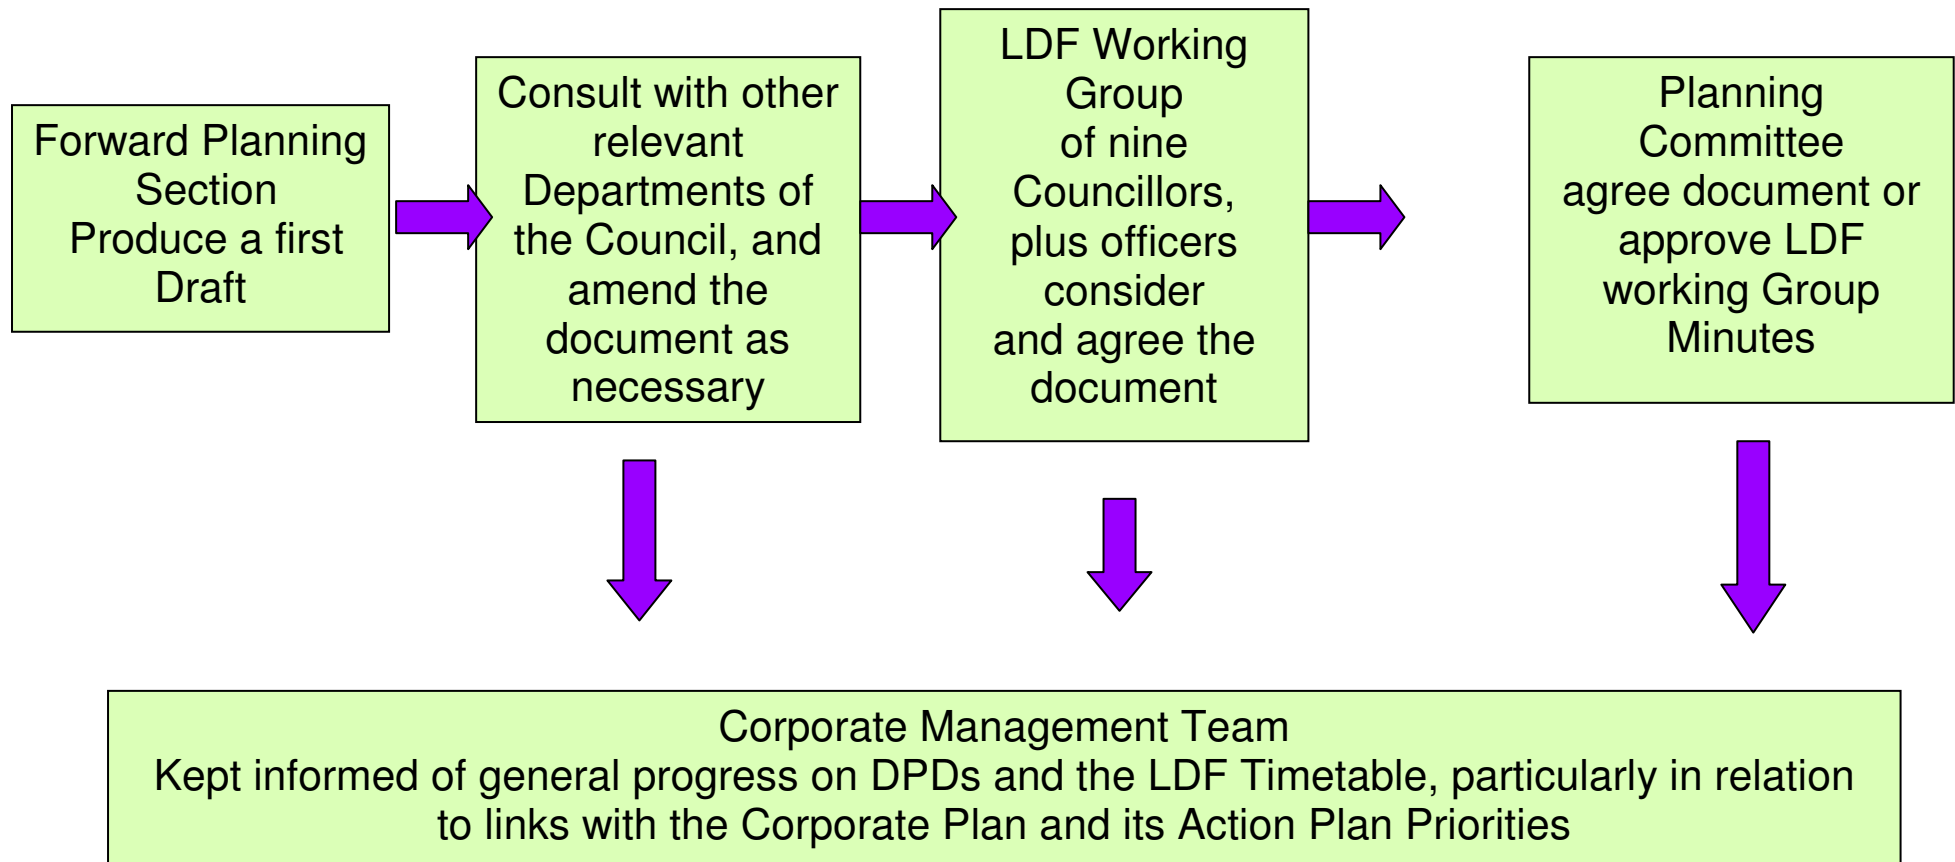 Forward Planning
Section
Produce a first
Draft
Consult with other
relevant
Departments of
the Council, and
amend the
document as
necessary
LDF Working
Group
of nine
Councillors,
plus officers
consider
and agree the
document
Planning
Committee
agree document or
approve LDF
working Group
Minutes
Corporate Management Team
Kept informed of general progress on DPDs and the LDF Timetable, particularly in relation
to links with the Corporate Plan and its Action Plan Priorities